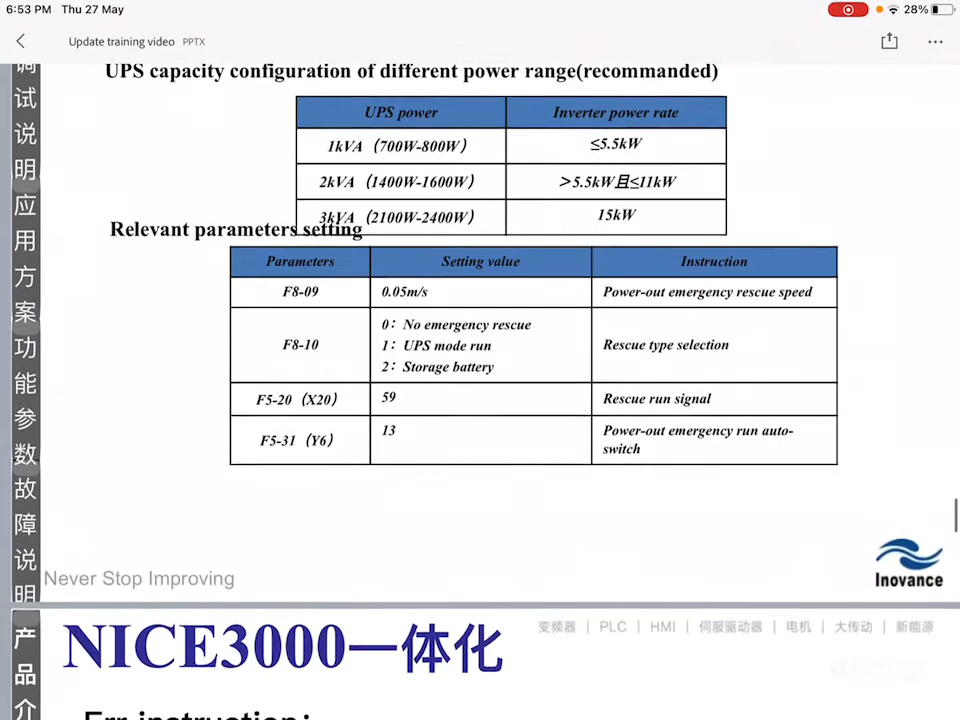 6:53 PM Thu 27 May
28%
Update training video PPTX
UPS capacity configuration of different power range(recommanded)
UPS power
Inverter power rate
1kVA（700W-800W）
≤5.5kW
2kVA（1400W-1600W）
＞5.5kW且≤11kW
3kVA（2100W-2400W）
15kW
Relevant parameters setting
Parameters
Setting value
Instruction
F8-09
0.05m/s
Power-out emergency rescue speed
F8-10
0：No emergency rescue
1：UPS mode run
2：Storage battery
Rescue type selection
F5-20（X20）
59
Rescue run signal
F5-31（Y6）
13
Power-out emergency run auto-
switch
调试说明应用方案功能参数故障说明
Never Stop Improving
Inovance
产品介
NICE3000一体化
变频器 | PLC | HMI | 伺服驱动器 | 电机 | 大传动 | 新能源
Err instruction：